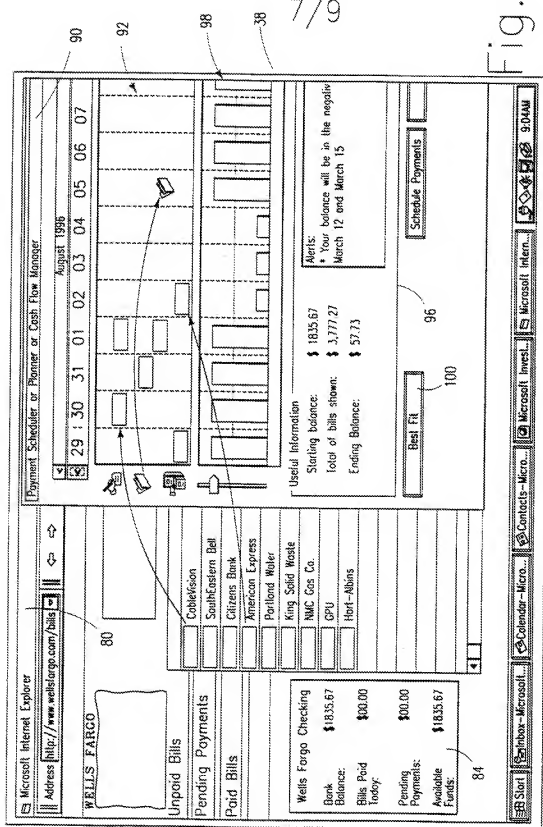 7/9
Fig.
90
92
98
38
Microsoft Internet Explorer
Address http://www.wellsfargo.com/bills
80
WELLS FARGO
Unpaid Bills
Pending Payments
Paid Bills
CableVision
SouthEastern Bell
Citizens Bank
American Express
Portland Water
King Solid Waste
NMC Gas Co.
GPU
Hart-Albins
Wells Fargo Checking
Bank Balance: $1835.67
Bills Paid Today: $00.00
Pending Payments: $00.00
Available Funds: $1835.67
84
Payment Scheduler or Planner or Cash Flow Manager
August 1996
29 30 31 01 02 03 04 05 06 07
Useful Information
Starting balance: $ 1835.67
Total of bills shown: $ 3,777.27
Ending Balance: $ 57.73
Alerts:
* Your balance will be in the negativ
March 12 and March 15
96
Best Fit
100
Schedule Payments
Start
Inbox-Microsoft...
Calendar-Micro...
Contacts-Micro...
Microsoft Invest...
Microsoft Intern...
9:04AM